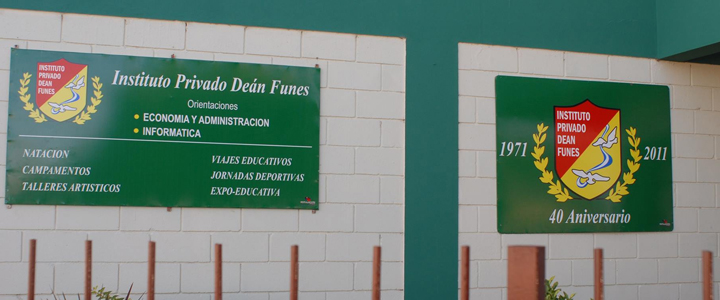 INSTITUTO
PRIVADO
DEAN
FUNES
Instituto Privado Deán Funes
Orientaciones
• ECONOMIA Y ADMINISTRACION
• INFORMATICA
NATACION
CAMPAMENTOS
TALLERES ARTISTICOS
VIAJES EDUCATIVOS
JORNADAS DEPORTIVAS
EXPO-EDUCATIVA
INSTITUTO
PRIVADO
DEAN
FUNES
1971
2011
40 Aniversario